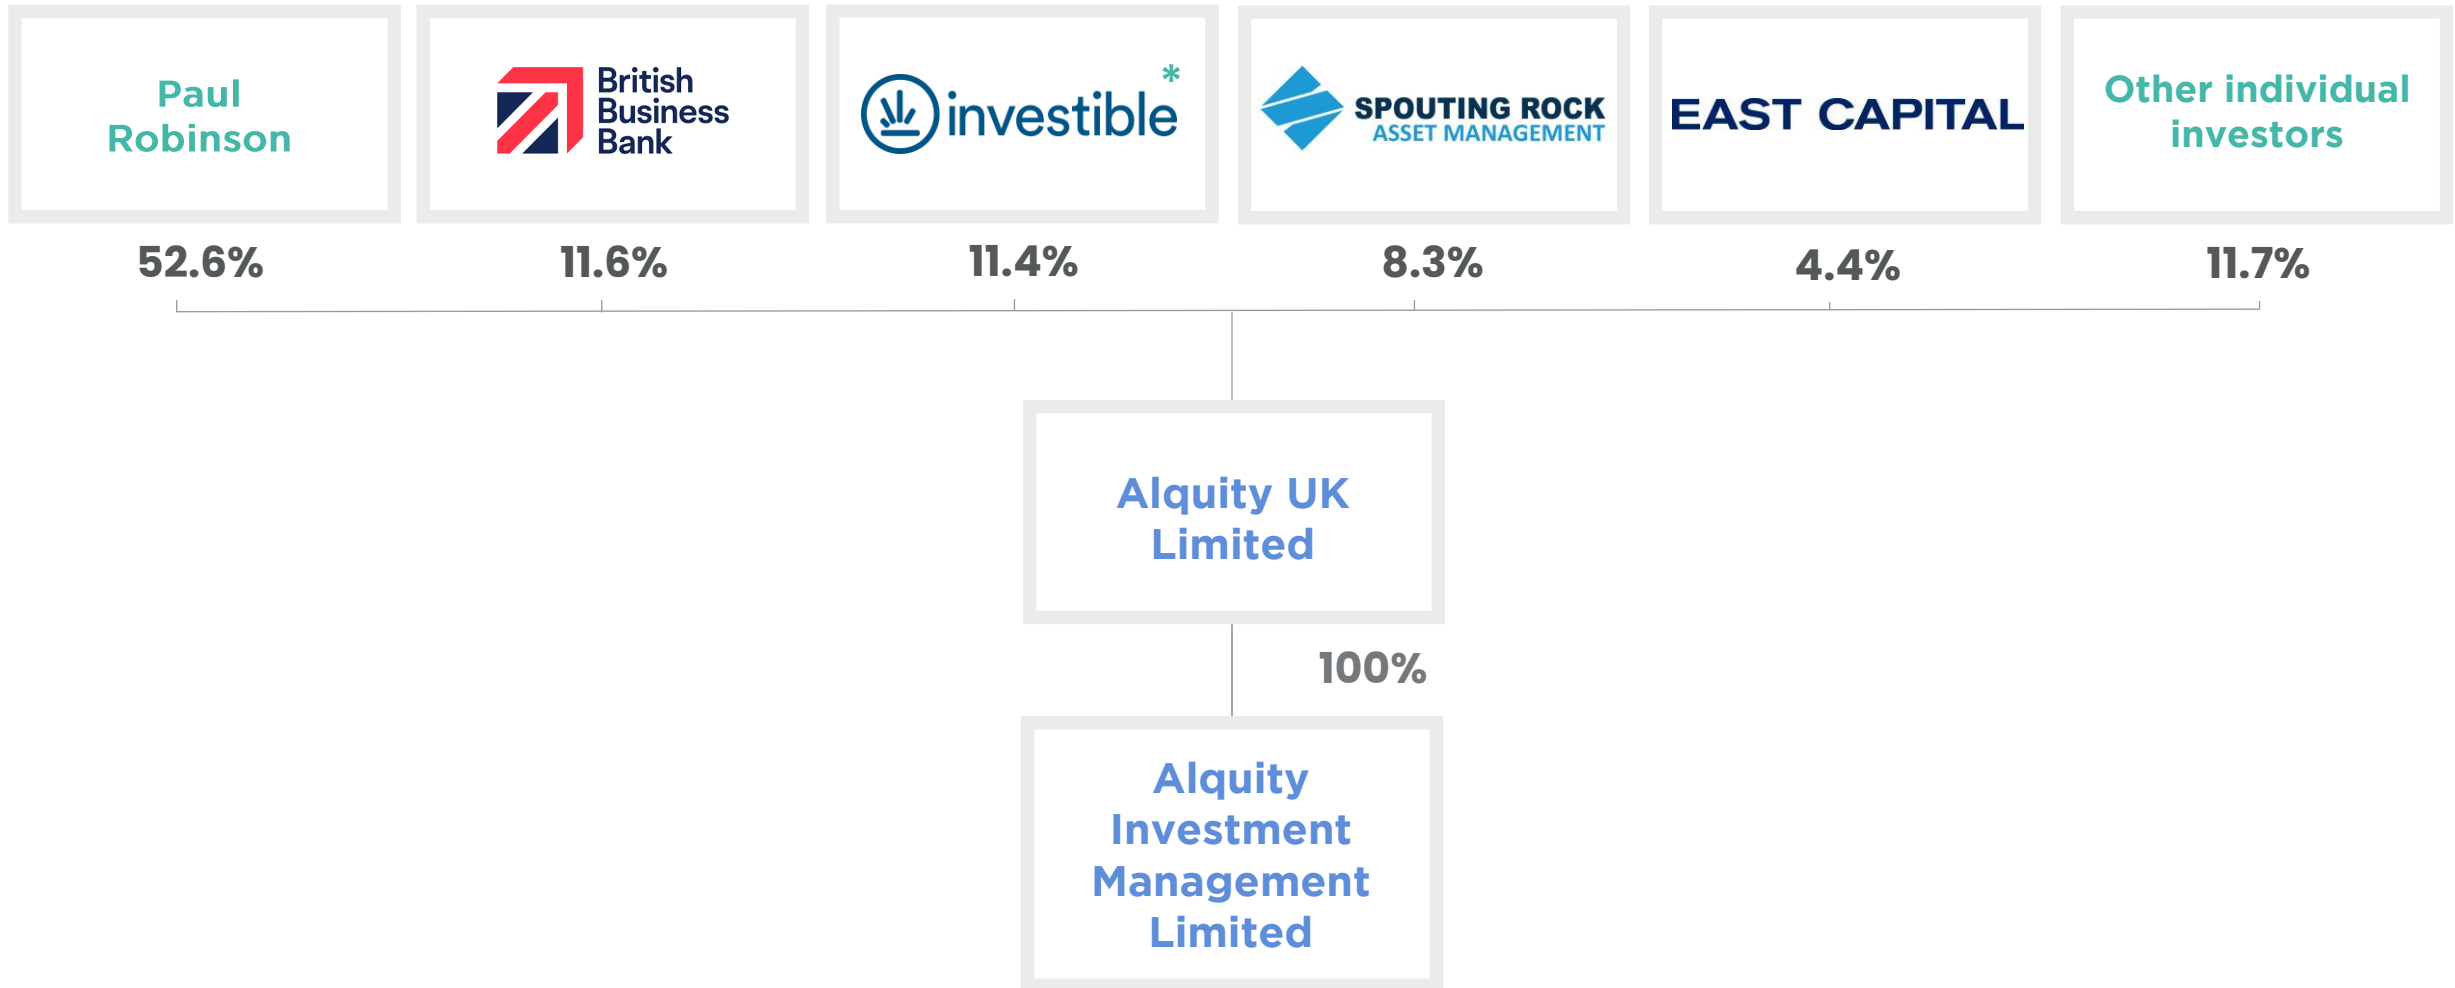 Paul
Robinson
British
Business
Bank
investible*
SPOUTING ROCK
ASSET MANAGEMENT
EAST CAPITAL
Other individual
investors
52.6%
11.6%
11.4%
8.3%
4.4%
11.7%
Alquity UK
Limited
100%
Alquity
Investment
Management
Limited